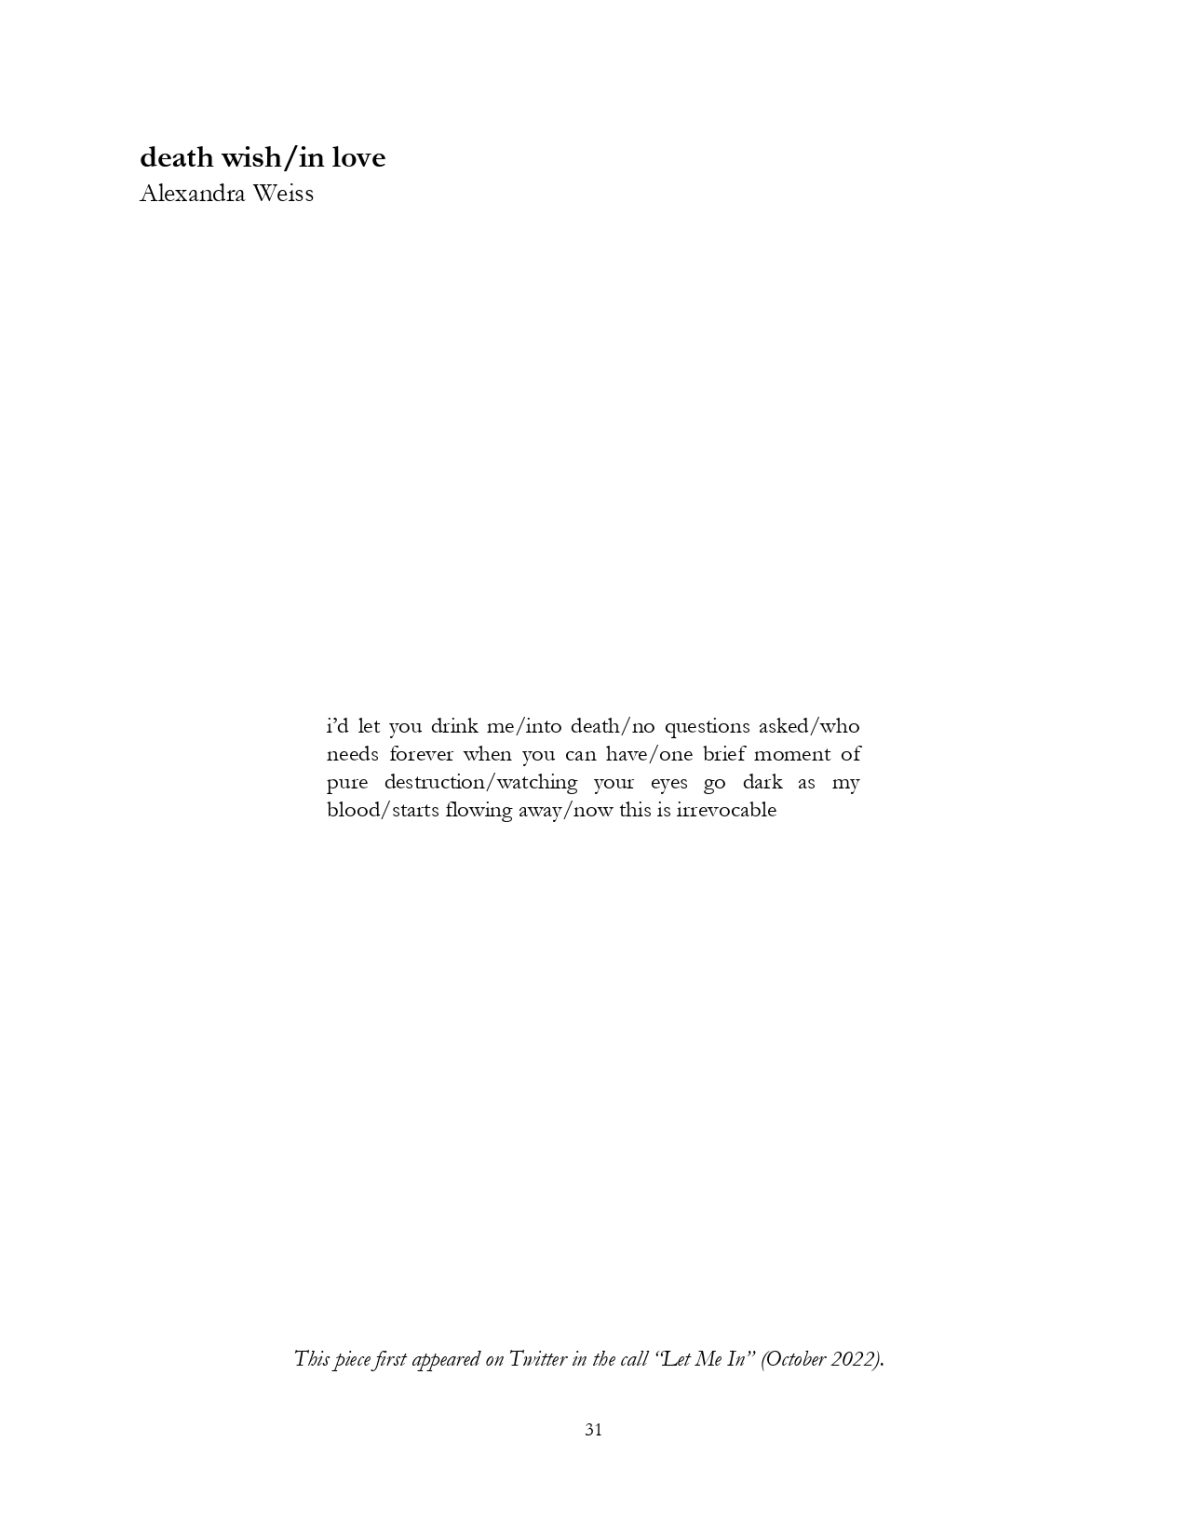 death wish/in love
Alexandra Weiss
i’d let you drink me/into death/no questions asked/who
needs forever when you can have/one brief moment of
pure destruction/watching your eyes go dark as my
blood/starts flowing away/now this is irrevocable
This piece first appeared on Twitter in the call “Let Me In” (October 2022).
31